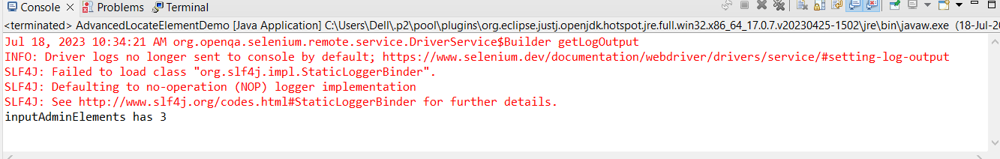 Console Problems Terminal
<terminated> AdvancedLocateElementDemo [Java Application] C:\Users\Dell\.p2\pool\plugins\org.eclipse.justj.openjdk.hotspot.jre.full.win32.x86_64_17.0.7.v20230425-1502\jre\bin\javaw.exe (18-Jul-20
Jul 18, 2023 10:34:21 AM org.openqa.selenium.remote.service.DriverService$Builder getLogOutput
INFO: Driver logs no longer sent to console by default; https://www.selenium.dev/documentation/webdriver/drivers/service/#setting-log-output
SLF4J: Failed to load class "org.slf4j.impl.StaticLoggerBinder".
SLF4J: Defaulting to no-operation (NOP) logger implementation
SLF4J: See http://www.slf4j.org/codes.html#StaticLoggerBinder for further details.
inputAdminElements has 3